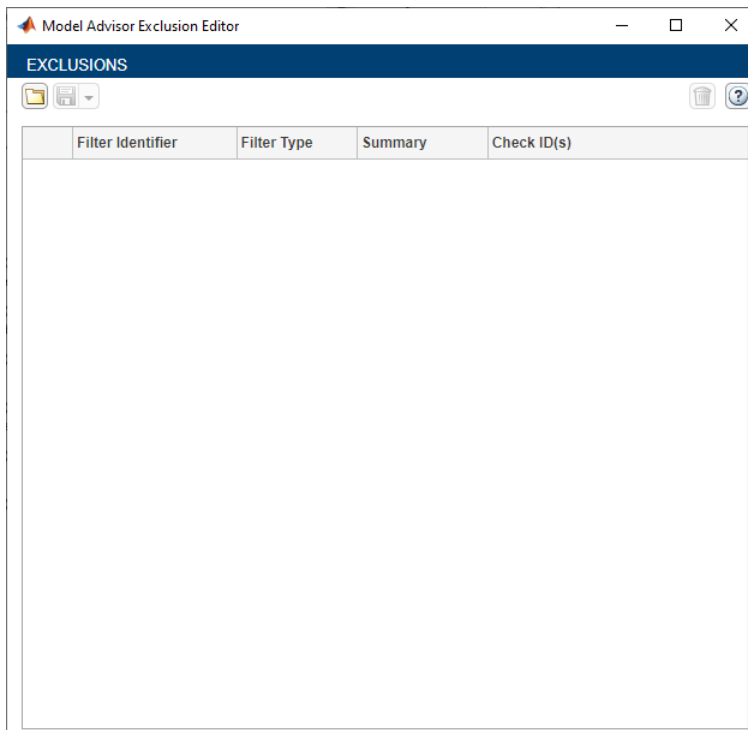 Model Advisor Exclusion Editor
EXCLUSIONS
?
Filter Identifier Filter Type Summary Check ID(s)